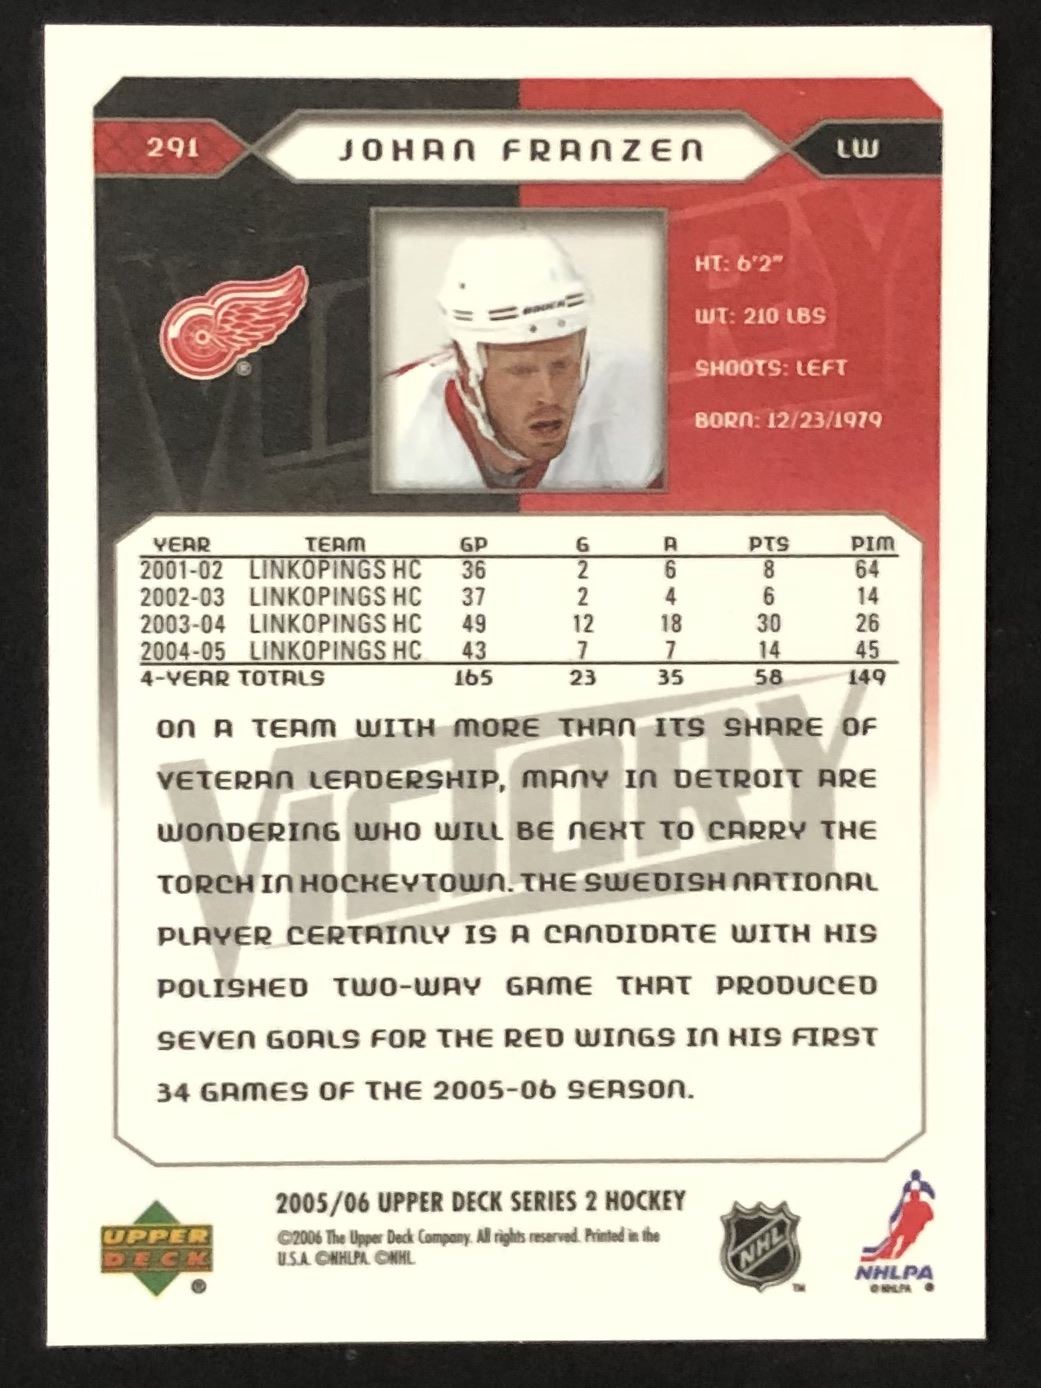 291 JOHAN FRANZEN LW
HT: 6'2"
WT: 210 LBS
SHOOTS: LEFT
BORN: 12/23/1979
YEAR TEAM GP G A PTS PIM
2001-02 LINKOPINGS HC 36 2 6 8 64
2002-03 LINKOPINGS HC 37 2 4 6 14
2003-04 LINKOPINGS HC 49 12 18 30 26
2004-05 LINKOPINGS HC 43 7 7 14 45
4-YEAR TOTALS 165 23 35 58 149
VICTORY
ON A TEAM WITH MORE THAN ITS SHARE OF
VETERAN LEADERSHIP, MANY IN DETROIT ARE
WONDERING WHO WILL BE NEXT TO CARRY THE
TORCH IN HOCKEYTOWN. THE SWEDISH NATIONAL
PLAYER CERTAINLY IS A CANDIDATE WITH HIS
POLISHED TWO-WAY GAME THAT PRODUCED
SEVEN GOALS FOR THE RED WINGS IN HIS FIRST
34 GAMES OF THE 2005-06 SEASON.
UPPER
DECK
®
2005/06 UPPER DECK SERIES 2 HOCKEY
©2006 The Upper Deck Company. All rights reserved. Printed in the
U.S.A. ©NHLPA. ©NHL.
NHL
TM
NHLPA
© NHLPA ®